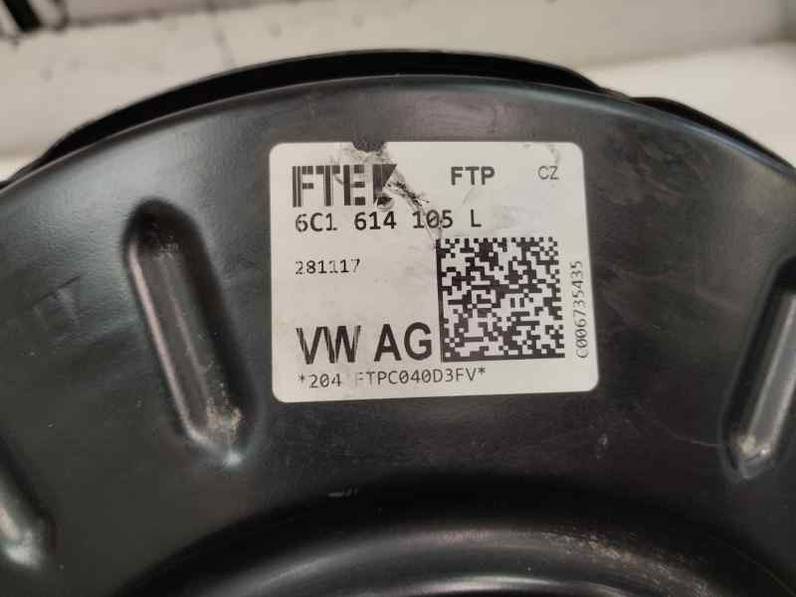 FTE FTP CZ
6C1 614 105 L
281117
C006735435
VW AG
*204 FTPC040D3FV*